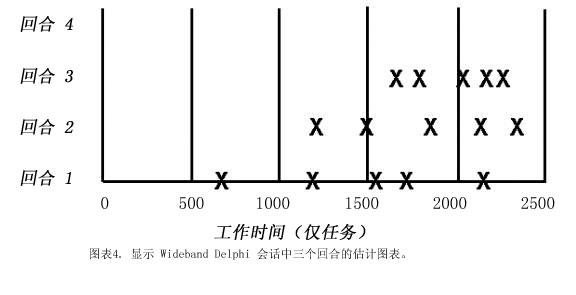 回合 4
回合 3
X X X X X
回合 2
X X X X X
回合 1
X X X X X
0 500 1000 1500 2000 2500
工作时间（仅任务）
图表4. 显示 Wideband Delphi 会话中三个回合的估计图表。